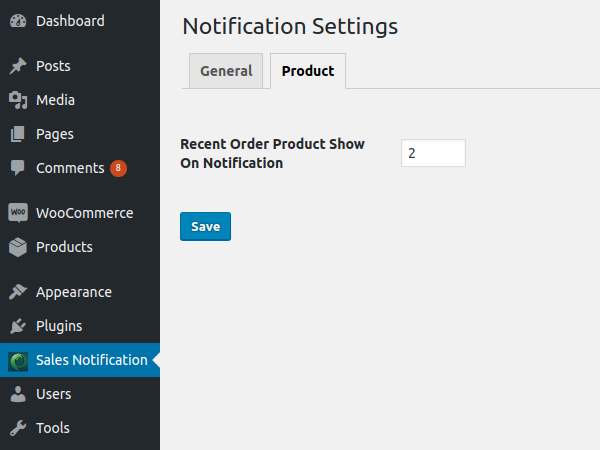 Dashboard
Posts
Media
Pages
Comments 8
WOO WooCommerce
Products
Appearance
Plugins
Sales Notification
Users
Tools
Notification Settings
General Product
Recent Order Product Show
On Notification
2
Save